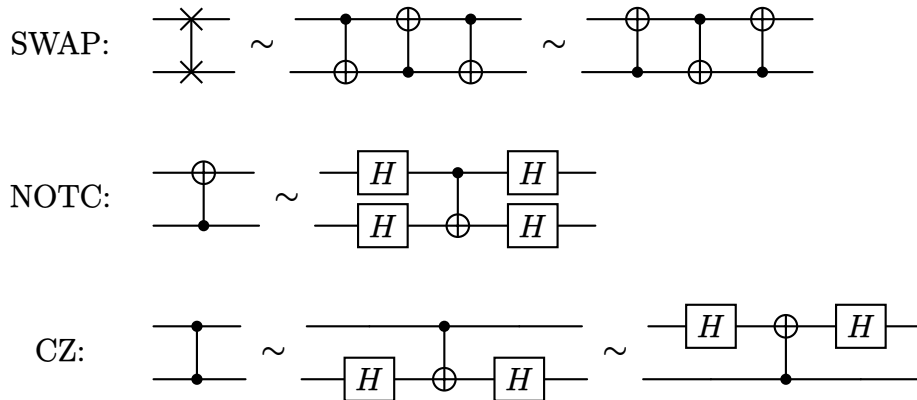 SWAP: ~ ~
NOTC: ~ H H
H H
CZ: ~ ~ H H
H H